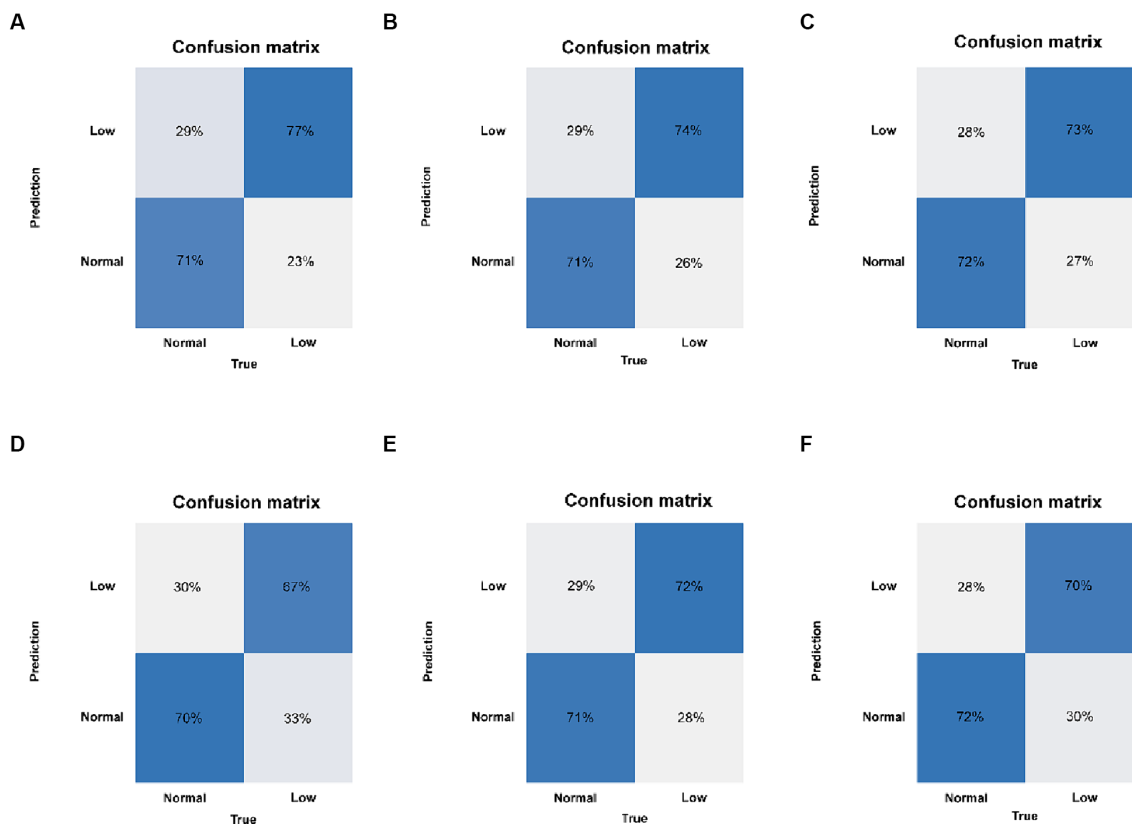 A
Confusion matrix
Low
29%
77%
Prediction
Normal
71%
23%
Normal
Low
True
B
Confusion matrix
Low
29%
74%
Prediction
Normal
71%
26%
Normal
Low
True
C
Confusion matrix
Low
28%
73%
Prediction
Normal
72%
27%
Normal
Low
True
D
Confusion matrix
Low
30%
67%
Prediction
Normal
70%
33%
Normal
Low
True
E
Confusion matrix
Low
29%
72%
Prediction
Normal
71%
28%
Normal
Low
True
F
Confusion matrix
Low
28%
70%
Prediction
Normal
72%
30%
Normal
Low
True